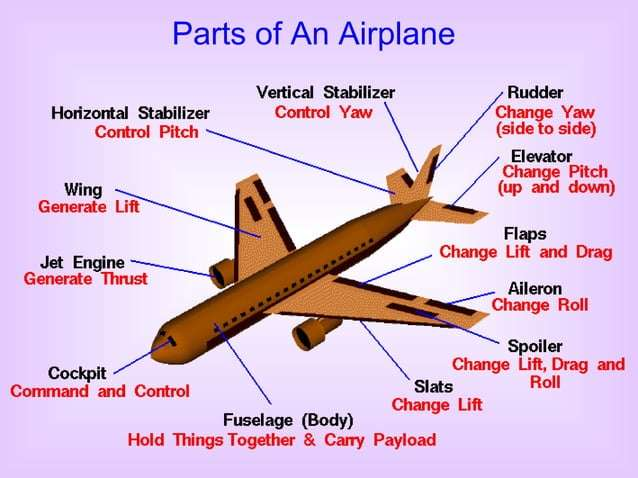 Parts of An Airplane
Vertical Stabilizer
Control Yaw
Rudder
Change Yaw
(side to side)
Horizontal Stabilizer
Control Pitch
Elevator
Change Pitch
(up and down)
Wing
Generate Lift
Flaps
Change Lift and Drag
Jet Engine
Generate Thrust
Aileron
Change Roll
Spoiler
Change Lift, Drag and
Roll
Cockpit
Command and Control
Slats
Change Lift
Fuselage (Body)
Hold Things Together & Carry Payload